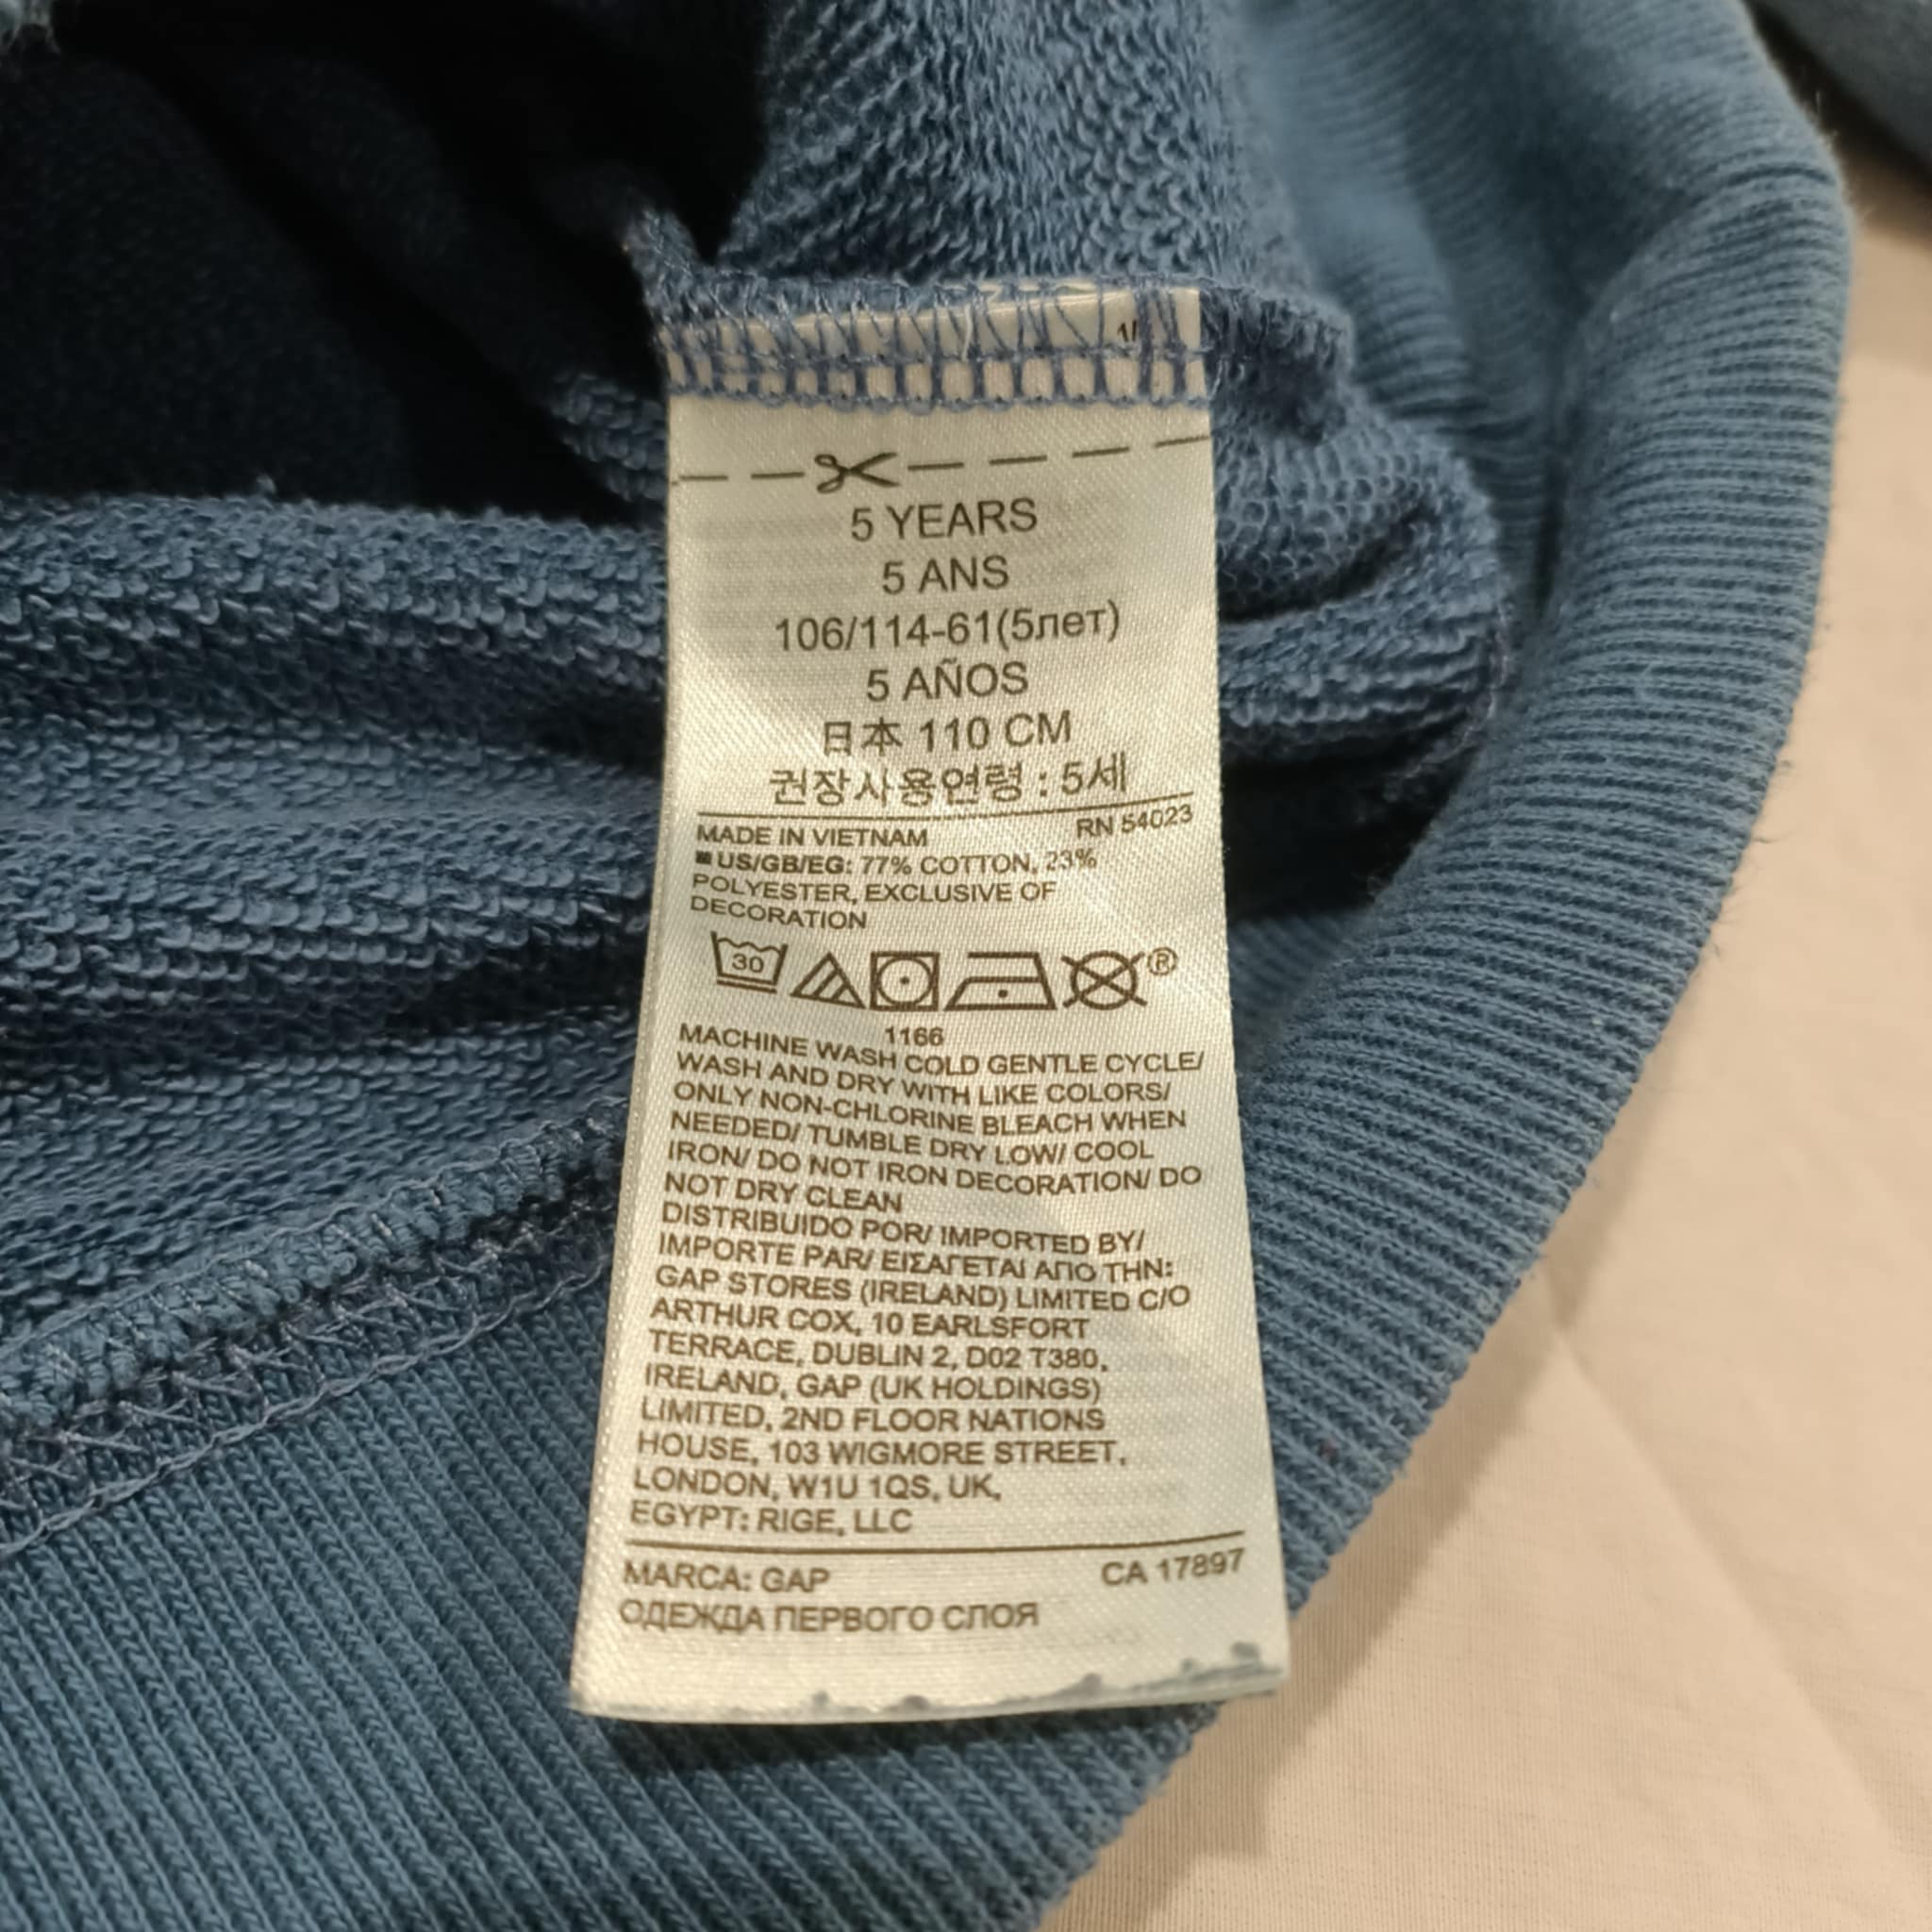 5 YEARS
5 ANS
106/114-61(5лет)
5 AÑOS
日本 110 CM
권장사용연령 : 5세
MADE IN VIETNAM RN 54023
US/GB/EG: 77% COTTON, 23%
POLYESTER, EXCLUSIVE OF
DECORATION
30 ®
1166
MACHINE WASH COLD GENTLE CYCLE/
WASH AND DRY WITH LIKE COLORS/
ONLY NON-CHLORINE BLEACH WHEN
NEEDED/ TUMBLE DRY LOW/ COOL
IRON/ DO NOT IRON DECORATION/ DO
NOT DRY CLEAN
DISTRIBUIDO POR/ IMPORTED BY/
IMPORTE PAR/ ΕΙΣΑΓΕΤΑΙ ΑΠΟ ΤΗΝ:
GAP STORES (IRELAND) LIMITED C/O
ARTHUR COX, 10 EARLSFORT
TERRACE, DUBLIN 2, D02 T380,
IRELAND, GAP (UK HOLDINGS)
LIMITED, 2ND FLOOR NATIONS
HOUSE, 103 WIGMORE STREET,
LONDON, W1U 1QS, UK,
EGYPT: RIGE, LLC
MARCA: GAP CA 17897
ОДЕЖДА ПЕРВОГО СЛОЯ